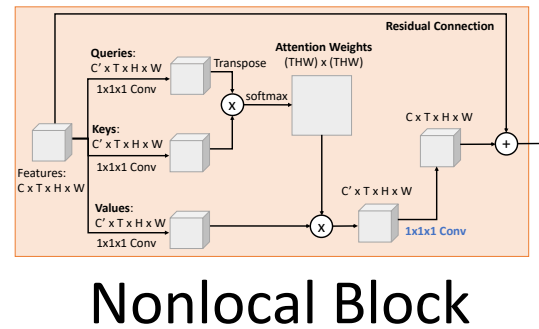 Residual Connection
Queries:
C' x T x H x W
1x1x1 Conv
Transpose
Attention Weights
(THW) x (THW)
x
softmax
Keys:
C' x T x H x W
1x1x1 Conv
Features:
C x T x H x W
Values:
C' x T x H x W
1x1x1 Conv
x
C' x T x H x W
1x1x1 Conv
C x T x H x W
+
Nonlocal Block